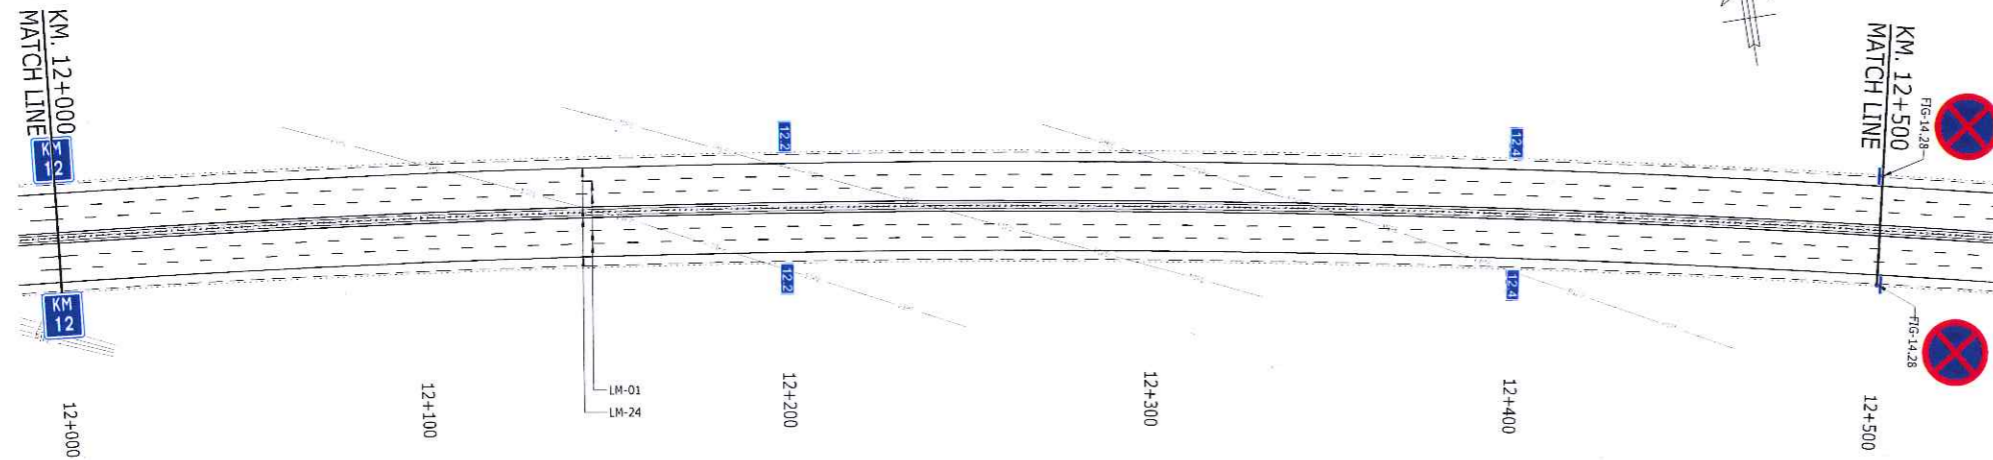 KM. 12+000
MATCH LINE
KM
12
KM
12
12.2
12.2
12.4
12.4
KM. 12+500
MATCH LINE
FIG-14.28
FIG-14.28
LM-01
LM-24
12+000
12+100
12+200
12+300
12+400
12+500